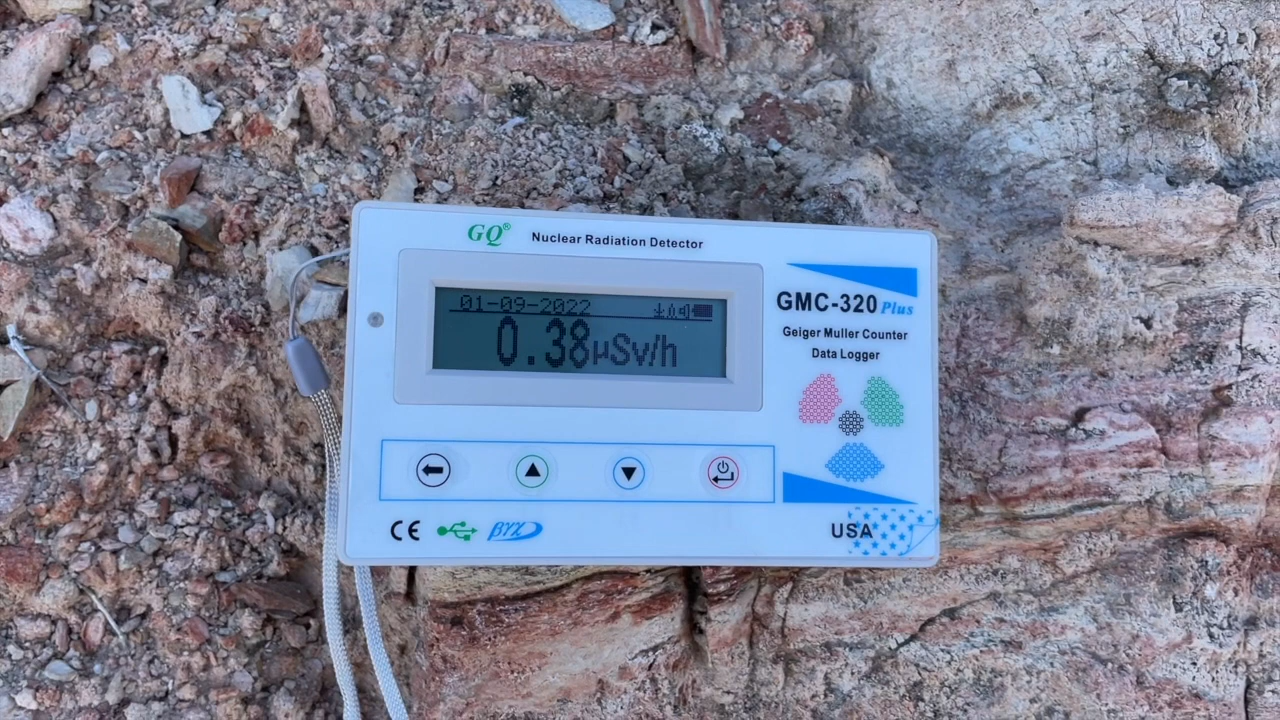 GQ®
Nuclear Radiation Detector
01-09-2022
0.38µSv/h
GMC-320 Plus
Geiger Muller Counter
Data Logger
CE
βγχ
USA